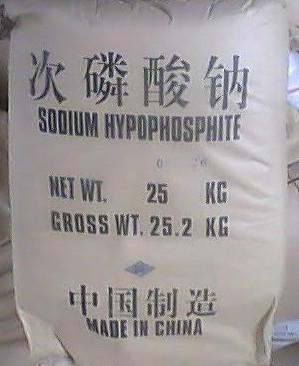 次磷酸钠
SODIUM HYPOPHOSPHITE
NET WT. 25 KG
GROSS WT. 25.2 KG
中国制造
MADE IN CHINA